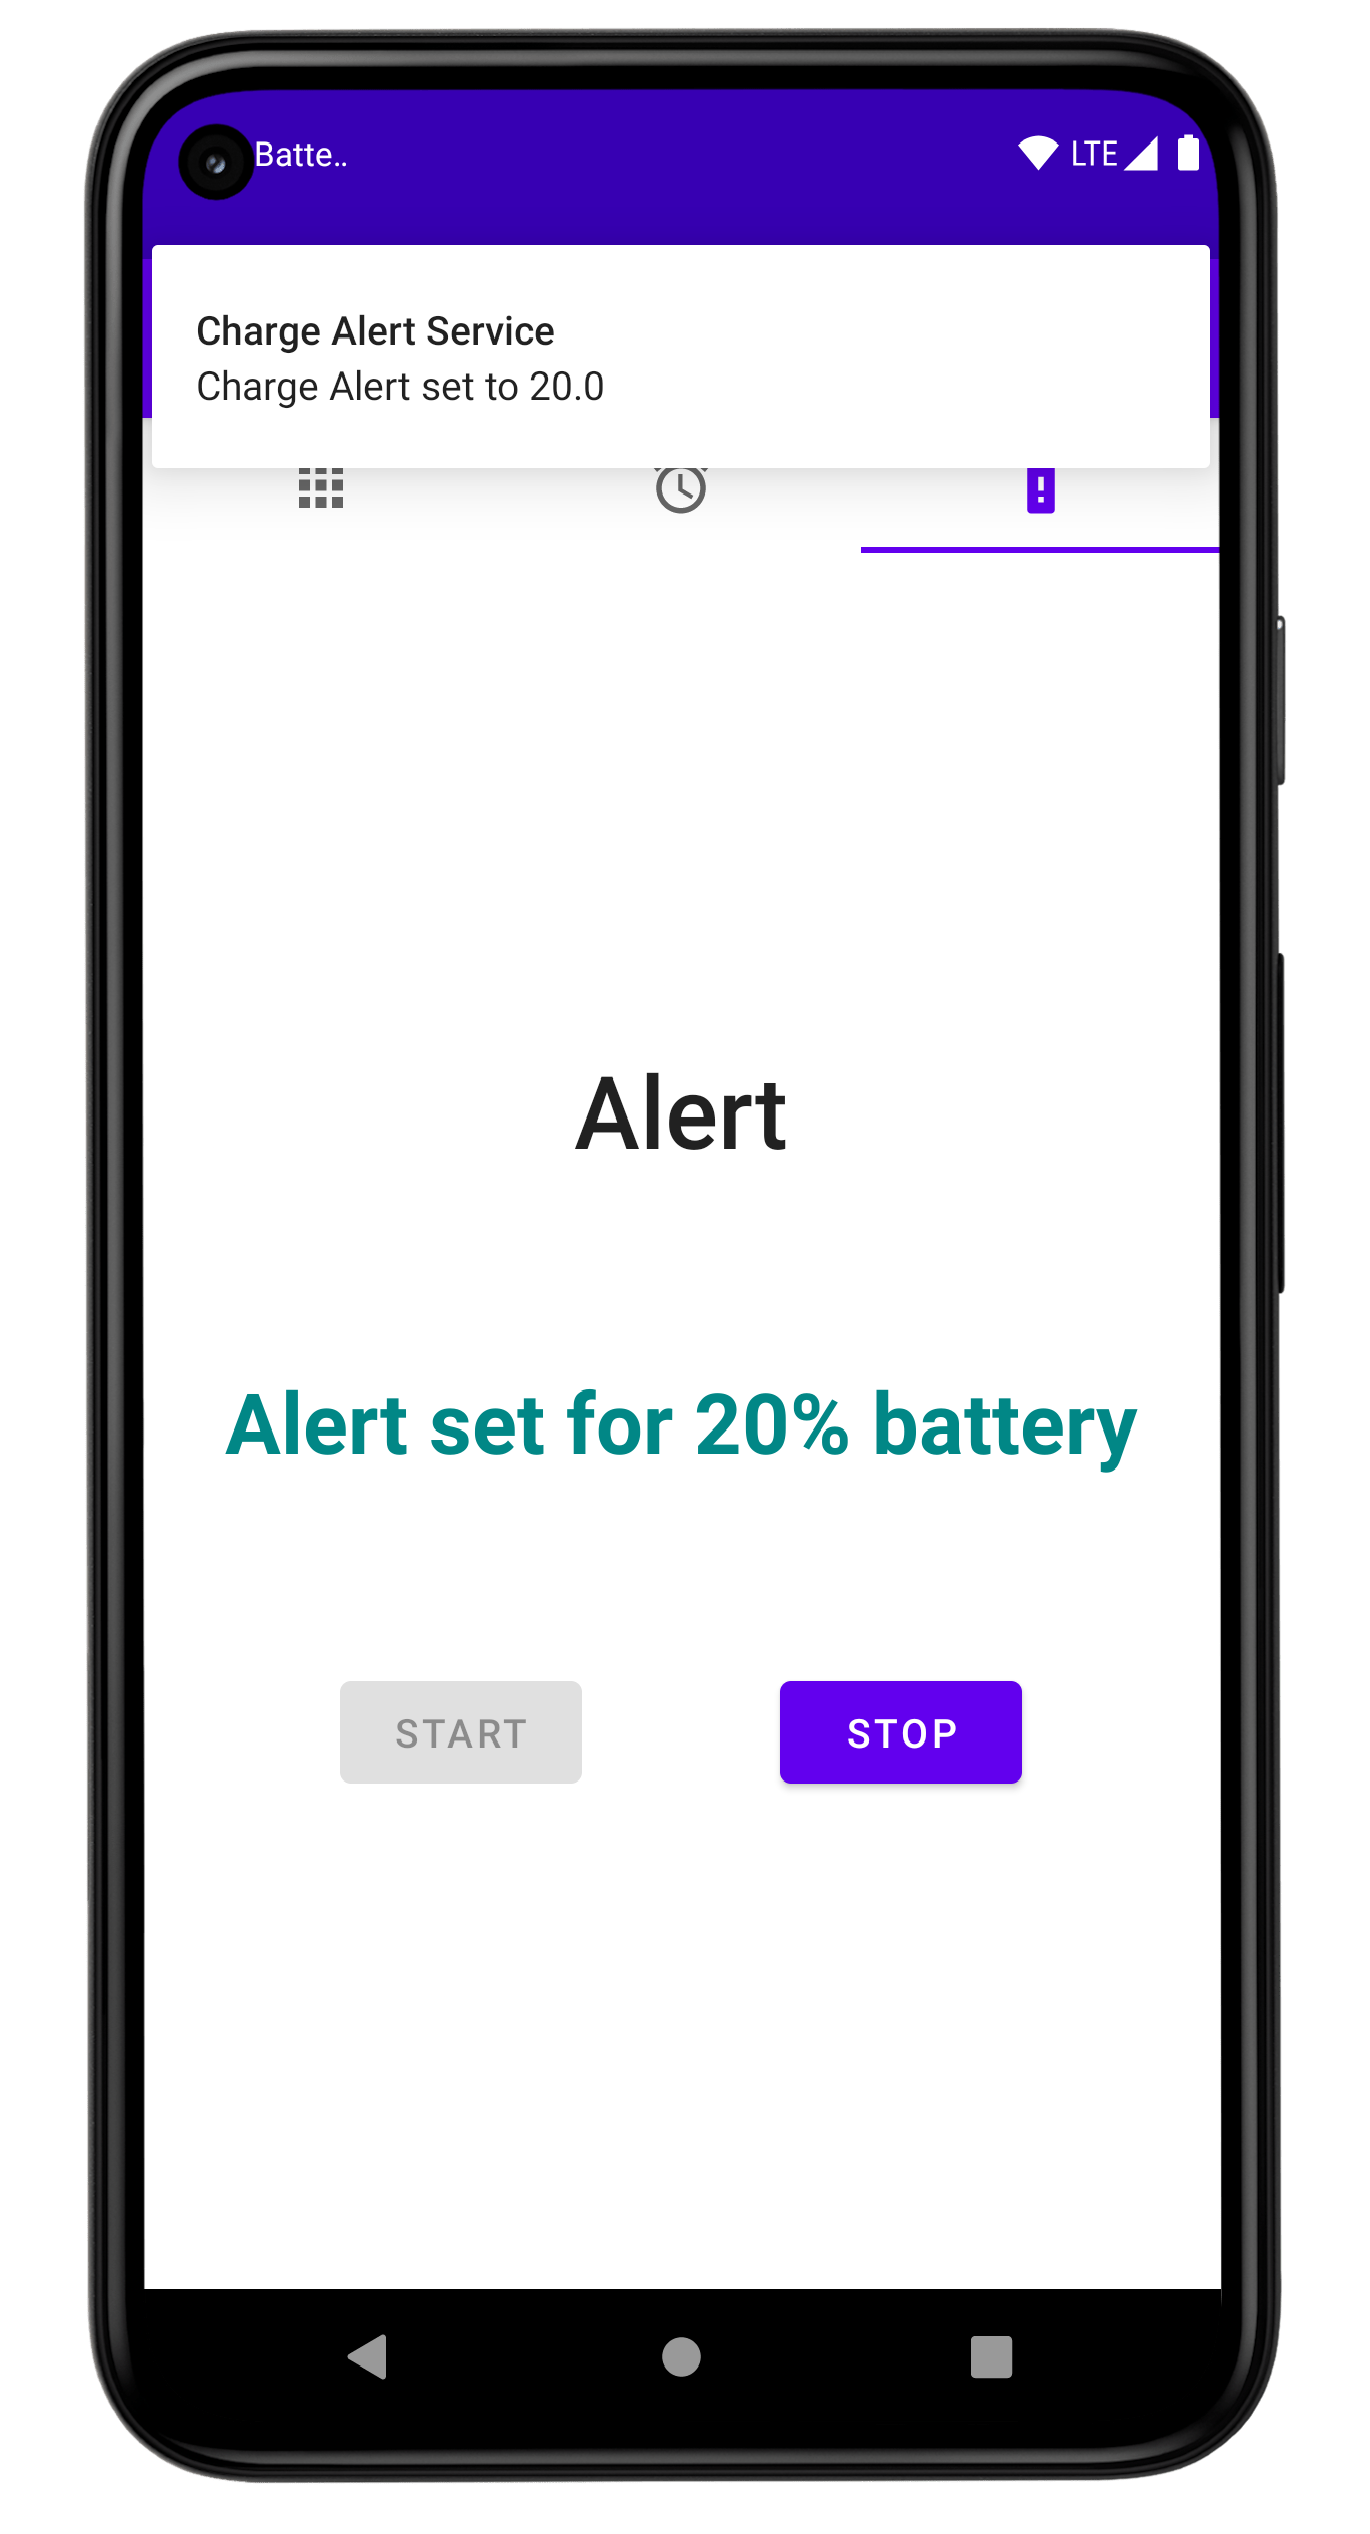 Batte..
LTE
Charge Alert Service
Charge Alert set to 20.0
Alert
Alert set for 20% battery
START
STOP